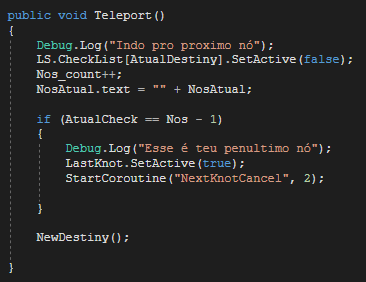 public void Teleport()
{
Debug.Log("Indo pro proximo nó");
LS.CheckList[AtualDestiny].SetActive(false);
Nos_count++;
NosAtual.text = "" + NosAtual;
if (AtualCheck == Nos - 1)
{
Debug.Log("Esse é teu penultimo nó");
LastKnot.SetActive(true);
StartCoroutine("NextKnotCancel", 2);
}
NewDestiny();
}